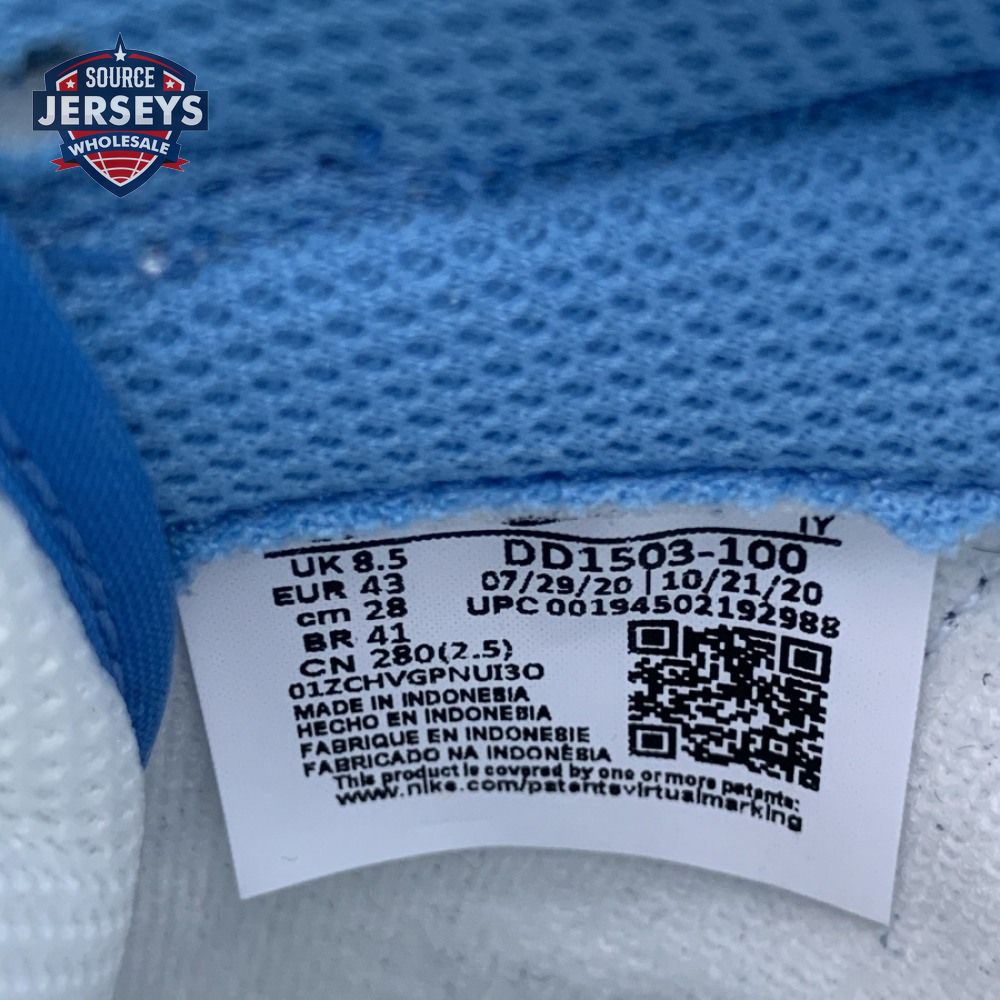 SOURCE
JERSEYS
WHOLESALE
IY
UK 8.5
DD1503-100
EUR 43
07/29/20 | 10/21/20
cm 28
UPC 00194502192988
BR 41
CN 280(2.5)
01ZCHVGPNUI3O
MADE IN INDONESIA
HECHO EN INDONESIA
FABRIQUE EN INDONESIE
FABRICADO NA INDONÉSIA
This product is covered by one or more patents:
www.nike.com/patentsvirtualmarking